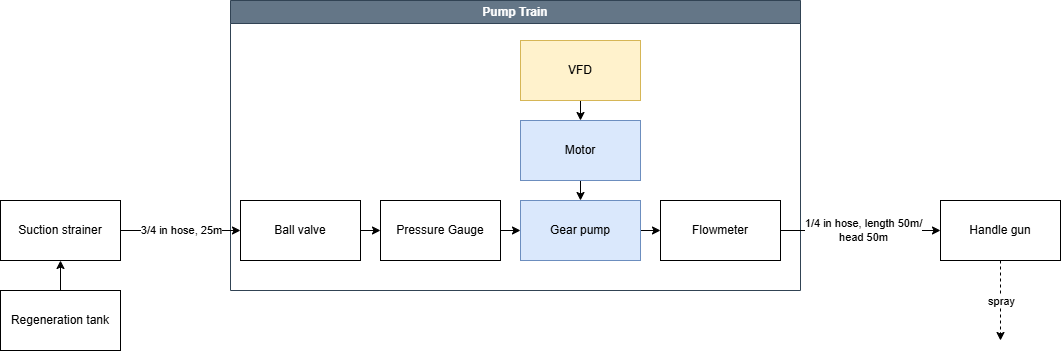 Pump Train
VFD
Motor
Suction strainer
3/4 in hose, 25m
Ball valve
Pressure Gauge
Gear pump
Flowmeter
1/4 in hose, length 50m/
head 50m
Handle gun
Regeneration tank
spray